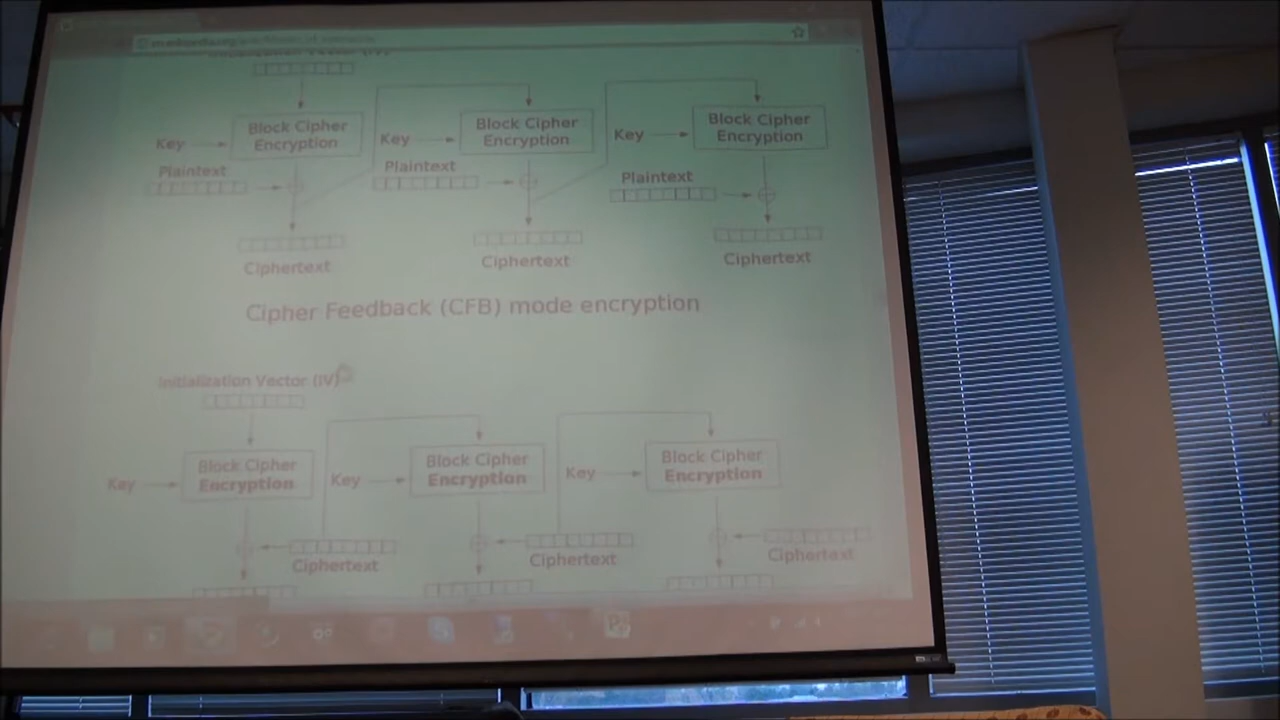 Block Cipher
Encryption
Block Cipher
Encryption
Block Cipher
Encryption
Key
Key
Key
Plaintext
Plaintext
Plaintext
Ciphertext
Ciphertext
Ciphertext
Cipher Feedback (CFB) mode encryption
Initialization Vector (IV)
Block Cipher
Encryption
Block Cipher
Encryption
Block Cipher
Encryption
Key
Key
Key
Ciphertext
Ciphertext
Ciphertext